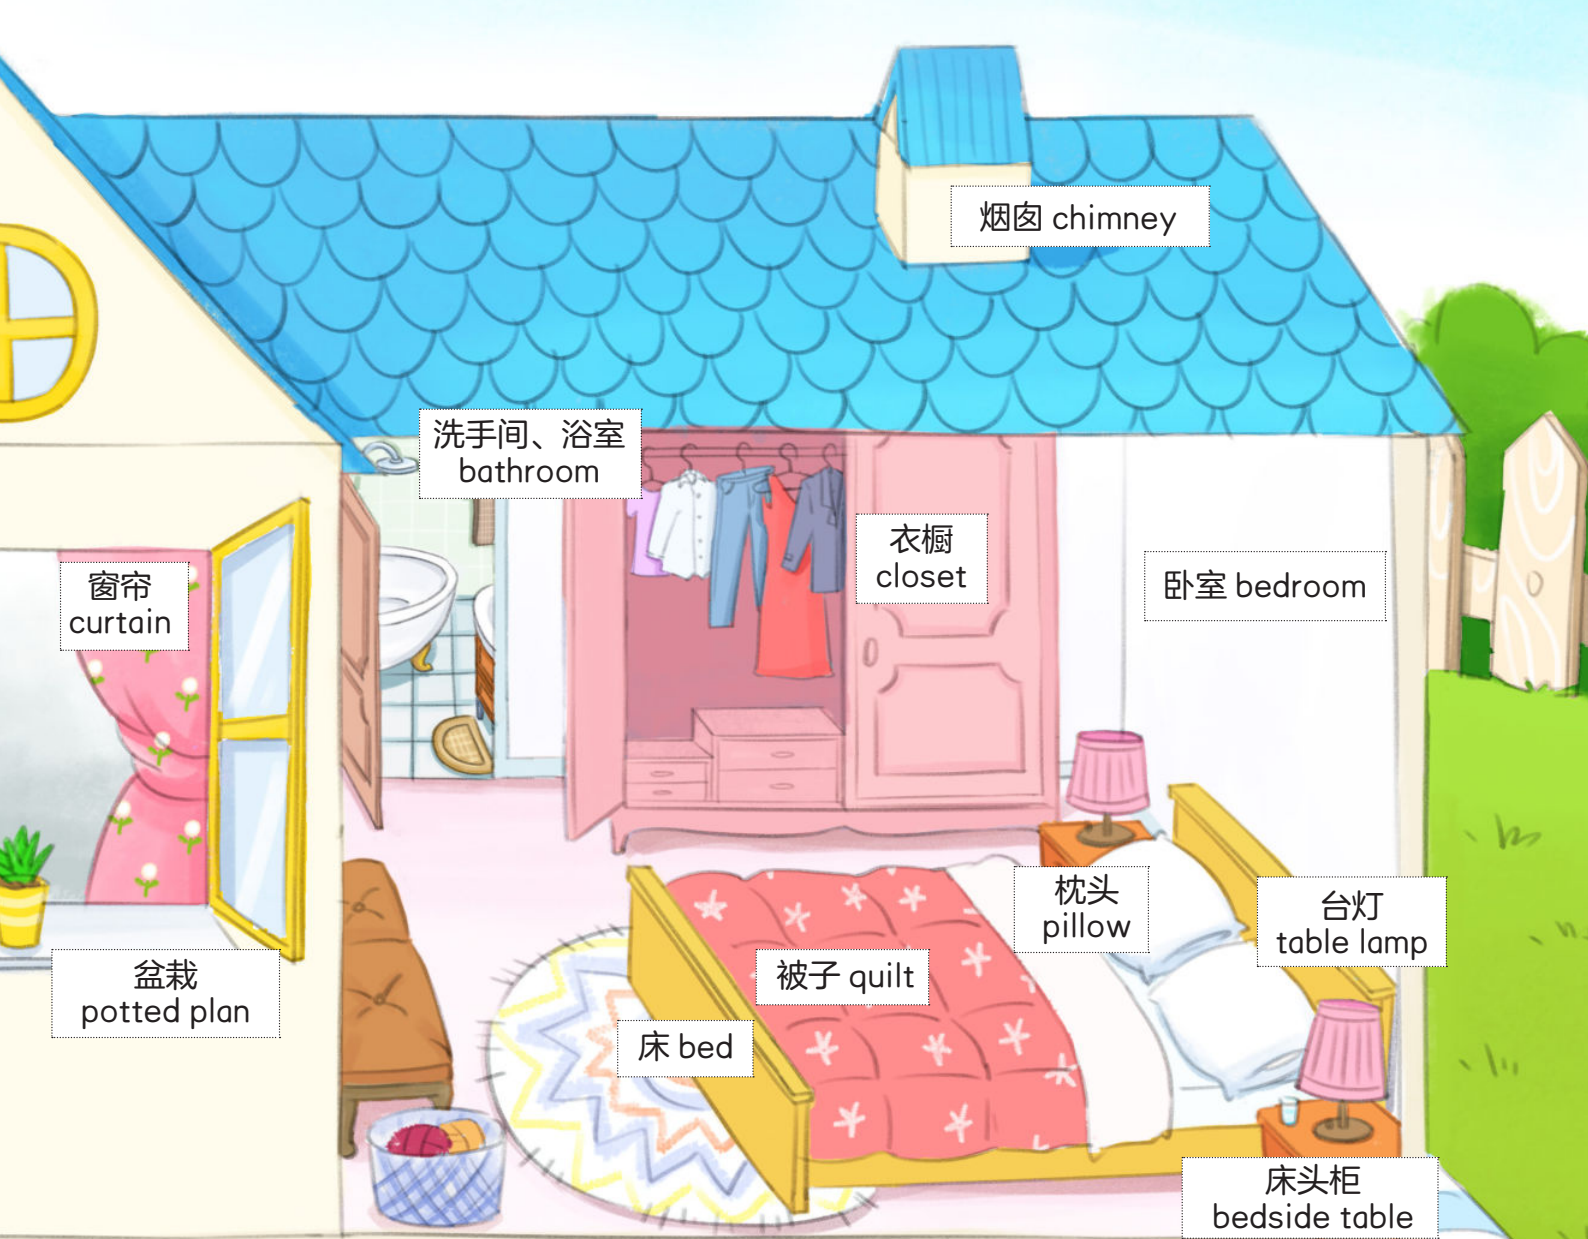 烟囱 chimney
洗手间、浴室
bathroom
衣橱
closet
卧室 bedroom
窗帘
curtain
枕头
pillow
台灯
table lamp
被子 quilt
盆栽
potted plan
床 bed
床头柜
bedside table